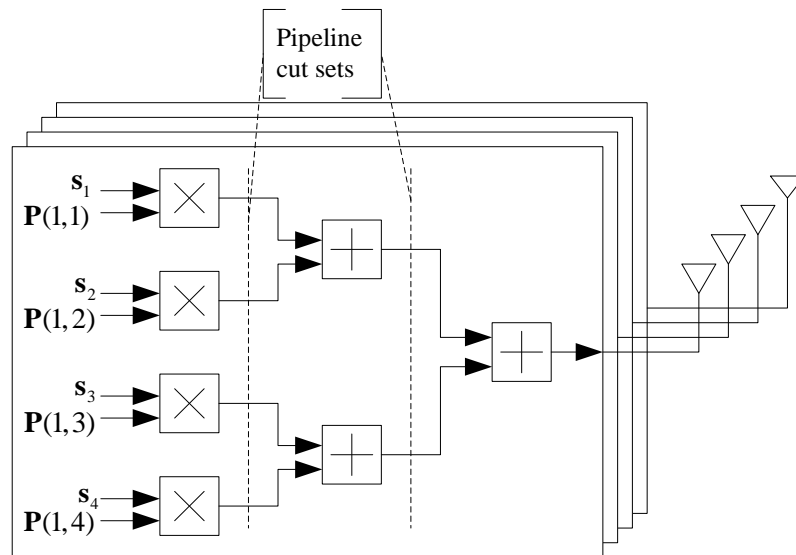 Pipeline
cut sets
s₁
P(1,1)
s₂
P(1,2)
s₃
P(1,3)
s₄
P(1,4)